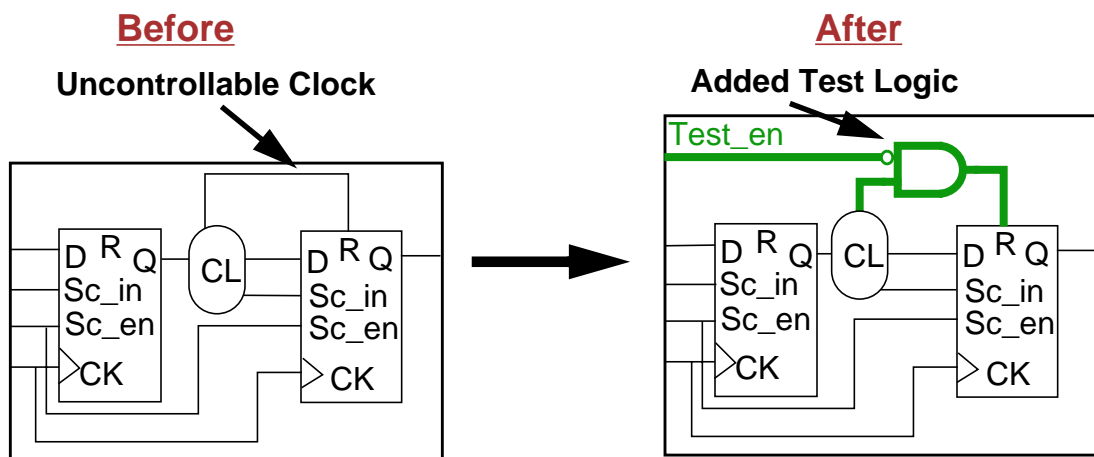 Before
After
Uncontrollable Clock
Added Test Logic
Test_en
D R Q
Sc_in
Sc_en
CK
CL
D R Q
Sc_in
Sc_en
CK
D R Q
Sc_in
Sc_en
CK
CL
D R Q
Sc_in
Sc_en
CK